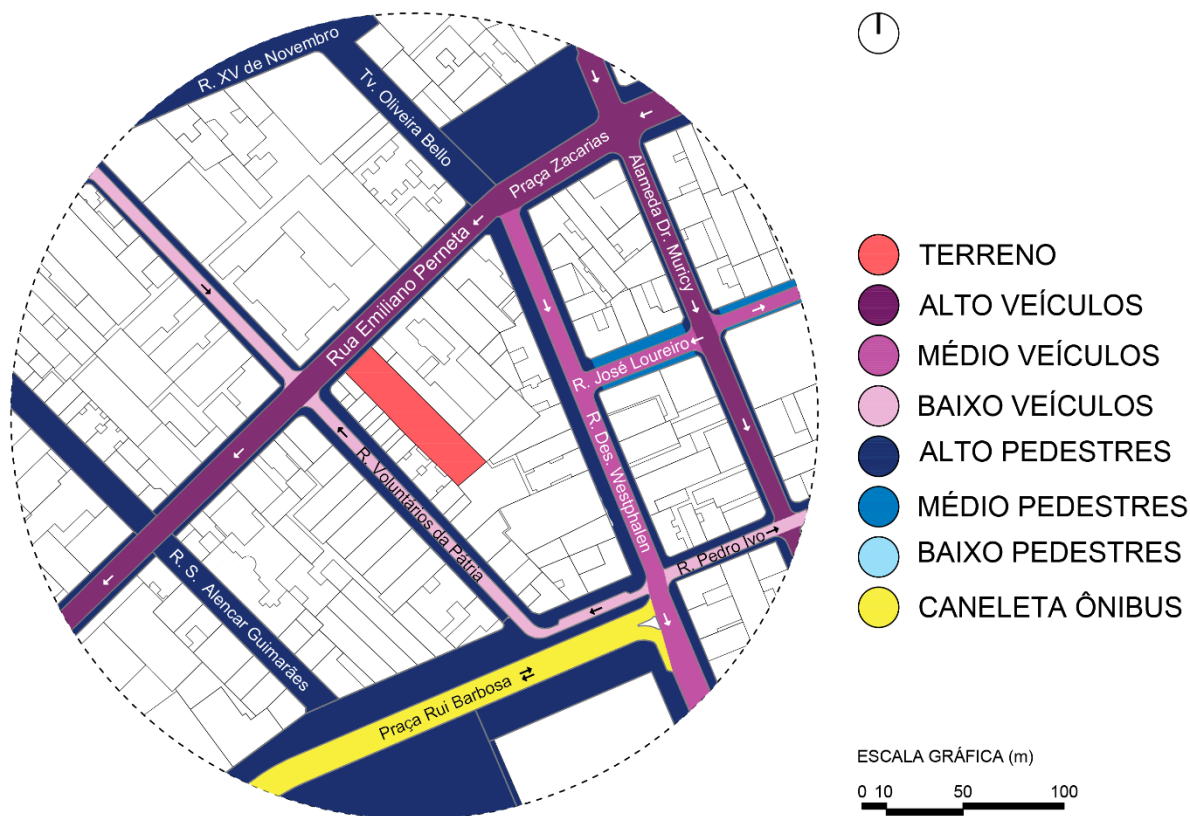 R. XV de Novembro
Tv. Oliveira Bello
Praça Zacarias
Alameda Dr. Muricy
Rua Emiliano Perneta
R. José Loureiro
R. Des. Westphalen
R. Voluntários da Pátria
R. Pedro Ivo
R. S. Alencar Guimarães
Praça Rui Barbosa
TERRENO
ALTO VEÍCULOS
MÉDIO VEÍCULOS
BAIXO VEÍCULOS
ALTO PEDESTRES
MÉDIO PEDESTRES
BAIXO PEDESTRES
CANELETA ÔNIBUS
ESCALA GRÁFICA (m)
0 10 50 100